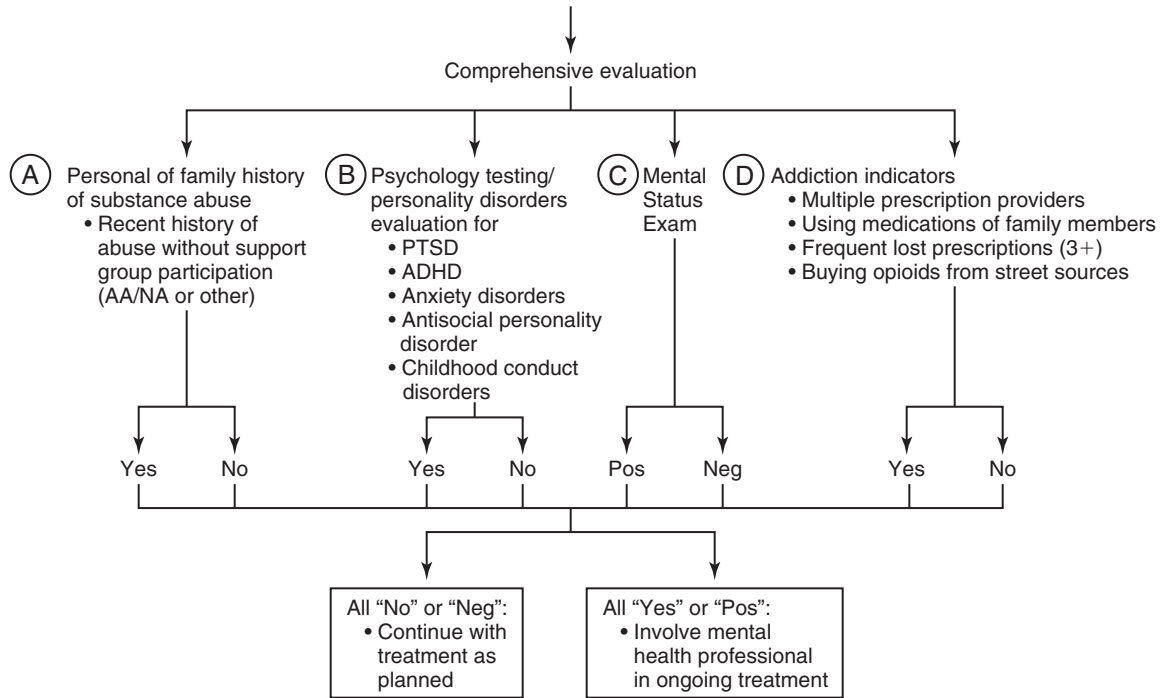 Comprehensive evaluation
A
Personal of family history
of substance abuse
• Recent history of
abuse without support
group participation
(AA/NA or other)
B
Psychology testing/
personality disorders
evaluation for
• PTSD
• ADHD
• Anxiety disorders
• Antisocial personality
disorder
• Childhood conduct
disorders
C
Mental
Status
Exam
D
Addiction indicators
• Multiple prescription providers
• Using medications of family members
• Frequent lost prescriptions (3+)
• Buying opioids from street sources
Yes
No
Yes
No
Pos
Neg
Yes
No
All “No” or “Neg”:
• Continue with
treatment as
planned
All “Yes” or “Pos”:
• Involve mental
health professional
in ongoing treatment